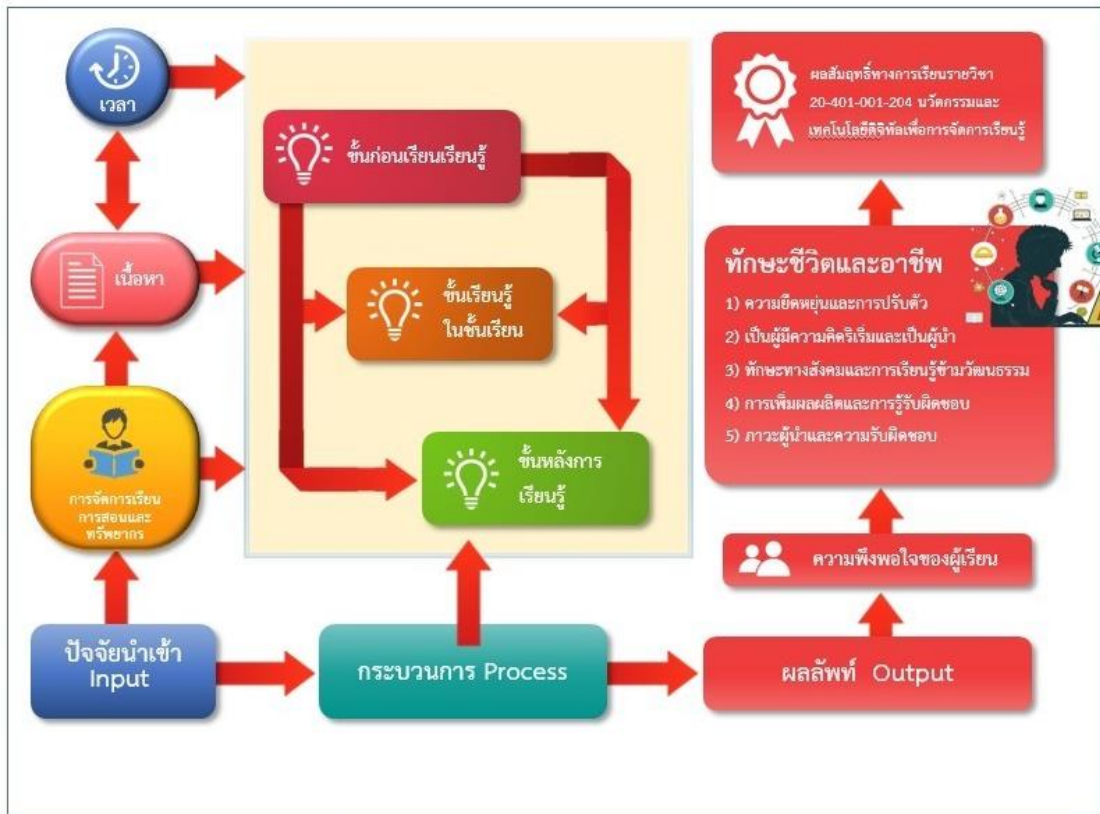 เวลา
เนื้อหา
การจัดการเรียน
การสอนและ
ทรัพยากร
ปัจจัยนำเข้า
Input
ขั้นก่อนเรียนเรียนรู้
ขั้นเรียนรู้
ในชั้นเรียน
ขั้นหลังการ
เรียนรู้
กระบวนการ Process
ผลสัมฤทธิ์ทางการเรียนรายวิชา
20-401-001-204 นวัตกรรมและ
เทคโนโลยีดิจิทัลเพื่อการจัดการเรียนรู้
ทักษะชีวิตและอาชีพ
1) ความยืดหยุ่นและการปรับตัว
2) เป็นผู้มีความคิดริเริ่มและเป็นผู้นำ
3) ทักษะทางสังคมและการเรียนรู้ข้ามวัฒนธรรม
4) การเพิ่มผลผลิตและการรู้รับผิดชอบ
5) ภาวะผู้นำและความรับผิดชอบ
ความพึงพอใจของผู้เรียน
ผลลัพท์ Output